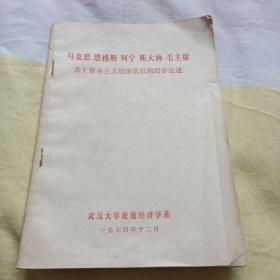 马克思 恩格斯 列宁 斯大林 毛主席
关于资本主义经济危机的部分论述
武汉大学政治经济学系
一九七四年十二月